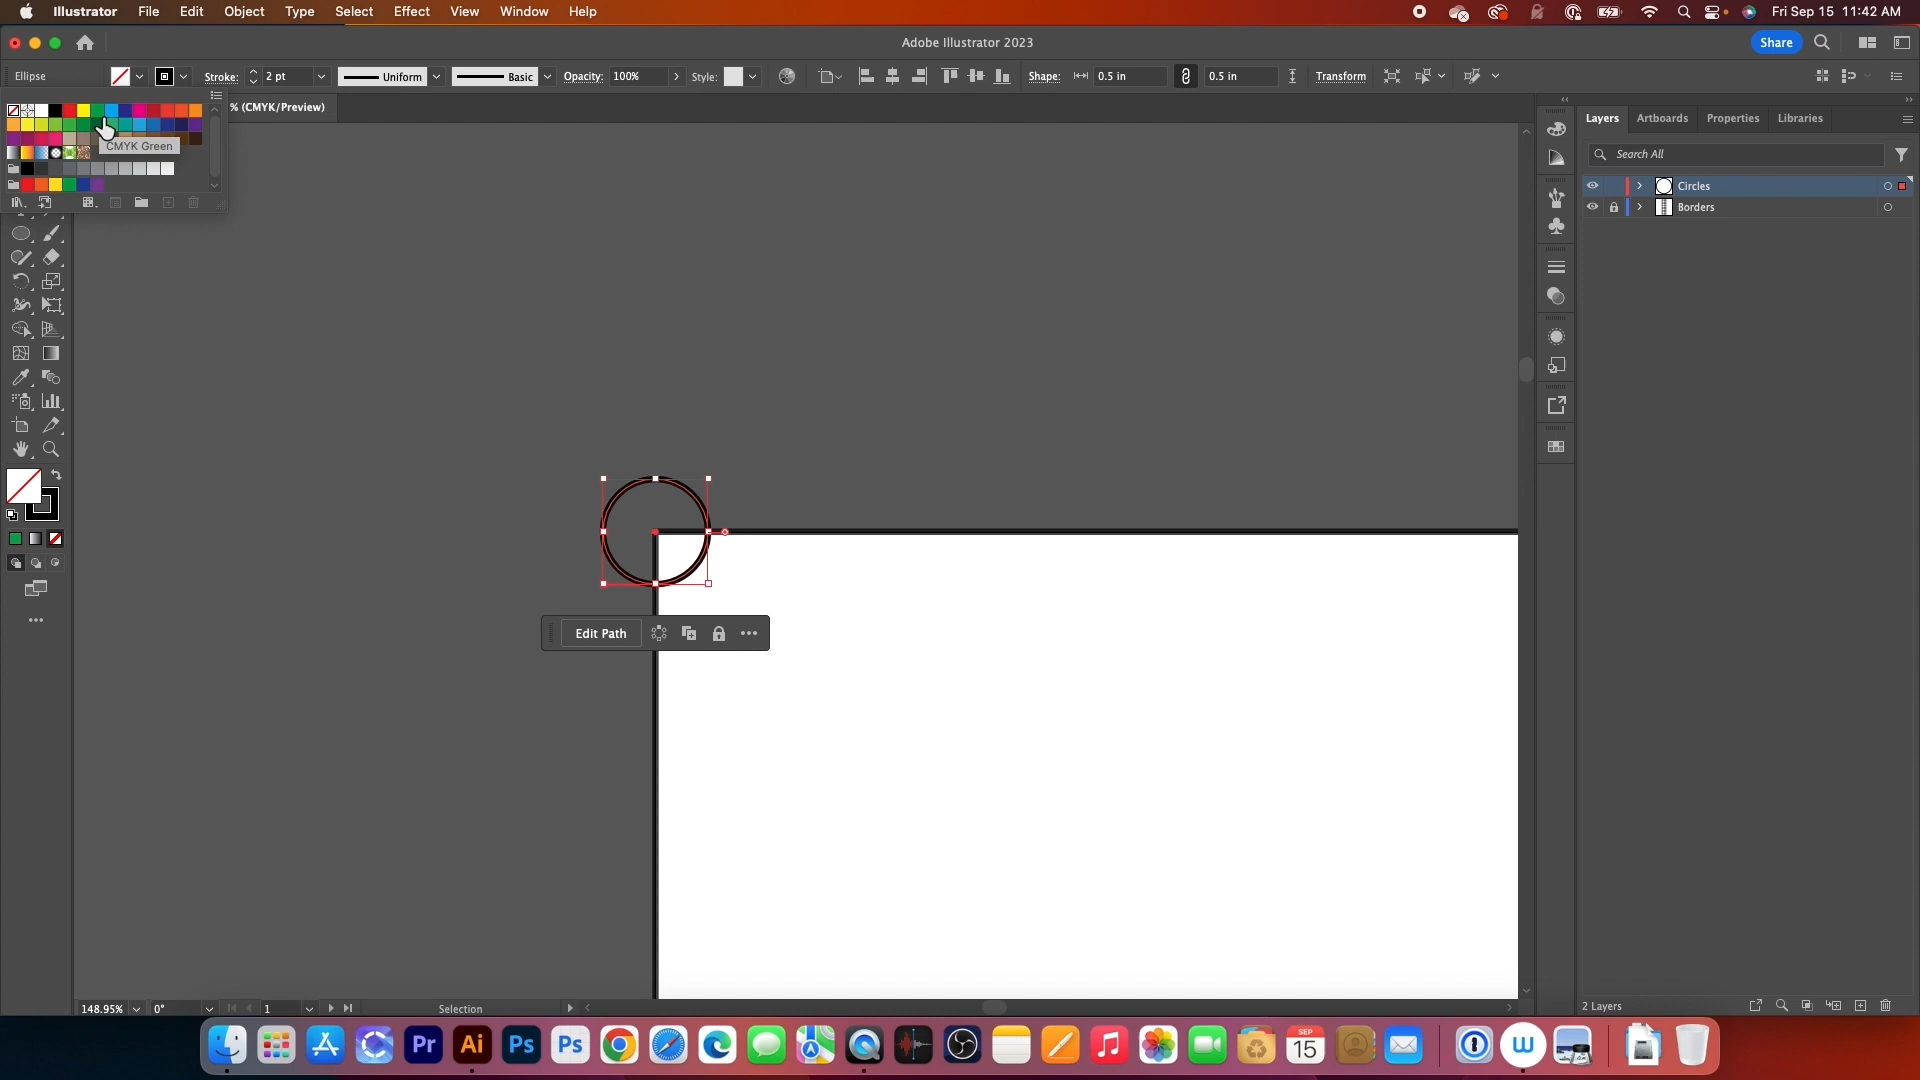 Illustrator File Edit Object Type Select Effect View Window Help
Fri Sep 15 11:42 AM
Adobe Illustrator 2023
Share
Ellipse
Stroke: 2 pt
Uniform
Basic
Opacity: 100%
Style:
Shape: 0.5 in
0.5 in
Transform
% (CMYK/Preview)
CMYK Green
Layers Artboards Properties Libraries
Search All
Circles
Borders
Edit Path
148.95%
0°
1
Selection
2 Layers
Pr
Ai
Ps
Ps
SEP
15